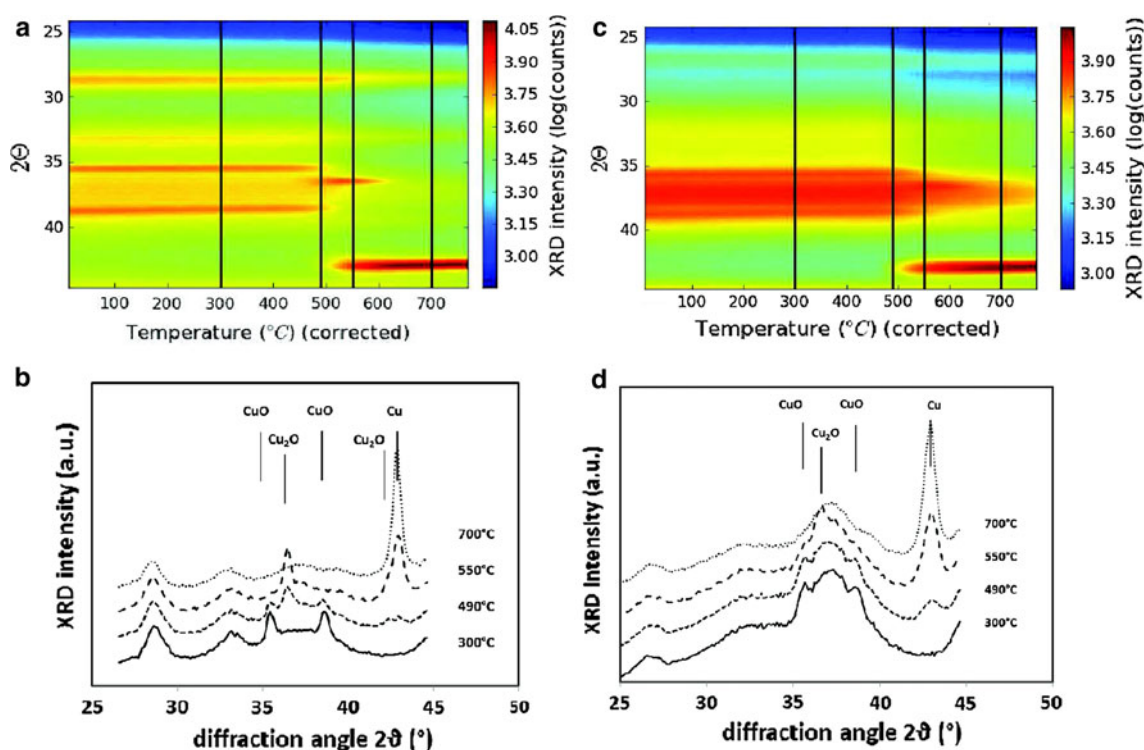 a
25
30
35
40
2Θ
100 200 300 400 500 600 700
Temperature (°C) (corrected)
4.05
3.90
3.75
3.60
3.45
3.30
3.15
3.00
XRD intensity (log(counts))
c
25
30
35
40
2Θ
100 200 300 400 500 600 700
Temperature (°C) (corrected)
3.90
3.75
3.60
3.45
3.30
3.15
3.00
XRD intensity (log(counts))
b
XRD intensity (a.u.)
CuO
Cu₂O
CuO
Cu₂O
Cu
700°C
550°C
490°C
300°C
25 30 35 40 45 50
diffraction angle 2ϑ (°)
d
XRD Intensity (a.u.)
CuO
Cu₂O
CuO
Cu
700°C
550°C
490°C
300°C
25 30 35 40 45 50
diffraction angle 2ϑ (°)